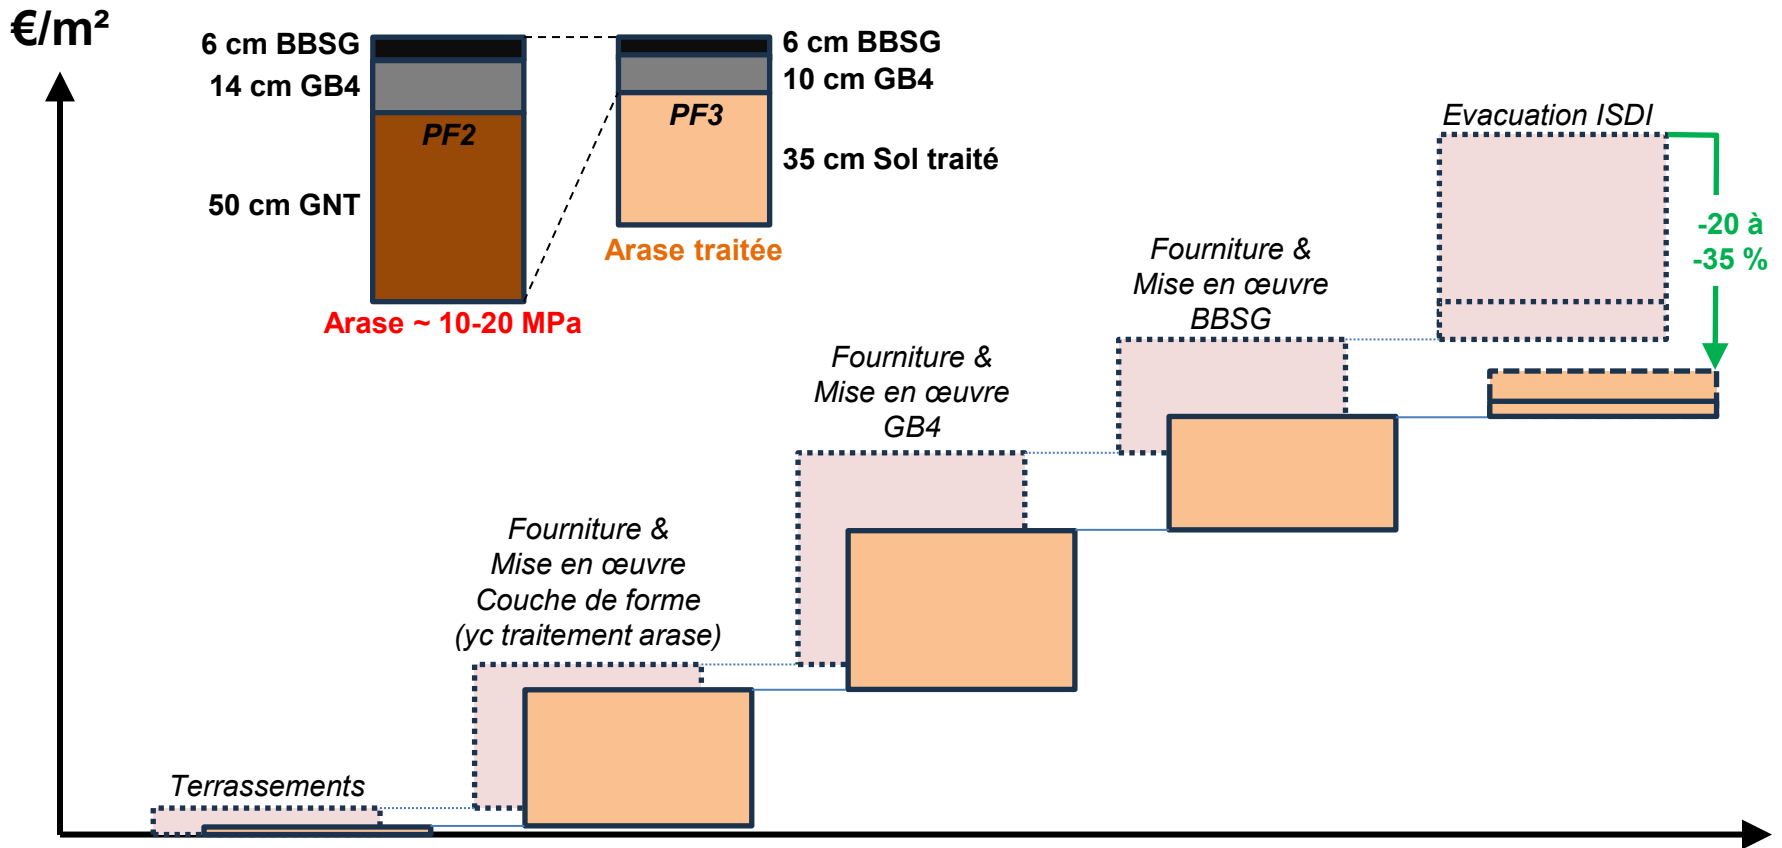 €/m²
6 cm BBSG
14 cm GB4
PF2
50 cm GNT
Arase ~ 10-20 MPa
6 cm BBSG
10 cm GB4
PF3
35 cm Sol traité
Arase traitée
Evacuation ISDI
-20 à
-35 %
Fourniture &
Mise en œuvre
BBSG
Fourniture &
Mise en œuvre
GB4
Fourniture &
Mise en œuvre
Couche de forme
(yc traitement arase)
Terrassements